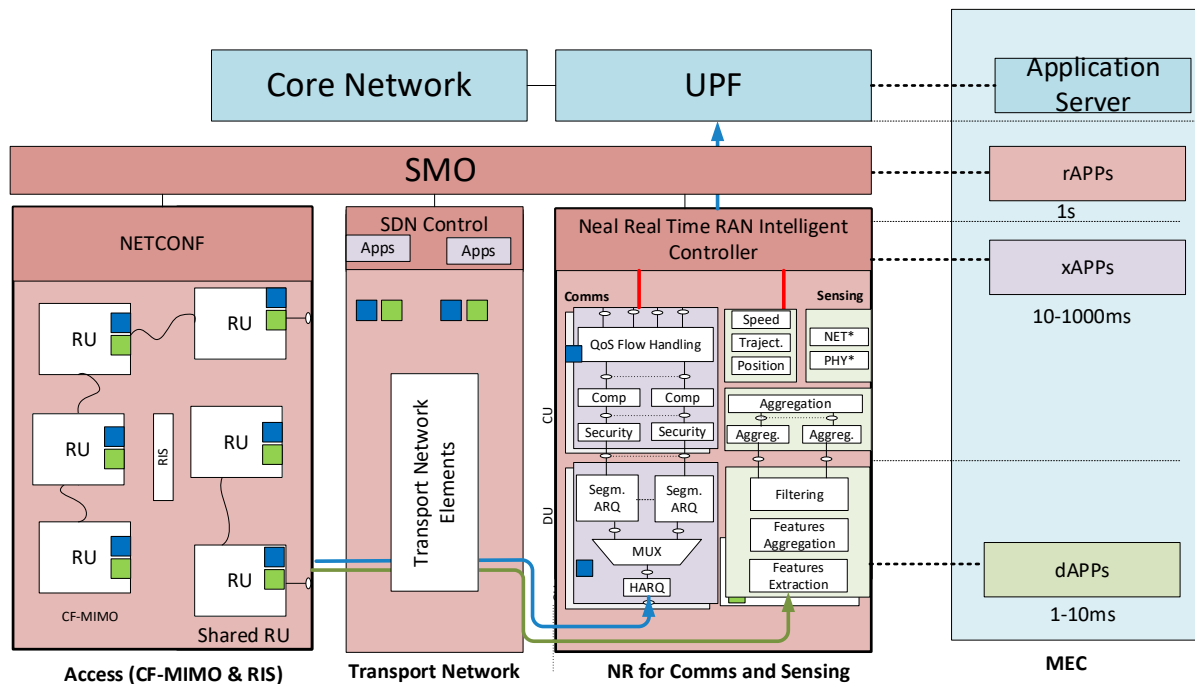 Core Network
UPF
Application
Server
SMO
rAPPs
1s
NETCONF
SDN Control
Apps
Apps
Neal Real Time RAN Intelligent
Controller
xAPPs
10-1000ms
RU
RU
RU
RU
RU
RU
RIS
CF-MIMO
Shared RU
Transport Network
Elements
Comms
Sensing
CU
DU
QoS Flow Handling
Comp
Comp
Security
Security
Speed
Traject.
Position
NET*
PHY*
Aggregation
Aggreg.
Aggreg.
Segm.
ARQ
Segm.
ARQ
MUX
HARQ
Filtering
Features
Aggregation
Features
Extraction
dAPPs
1-10ms
Access (CF-MIMO & RIS)
Transport Network
NR for Comms and Sensing
MEC